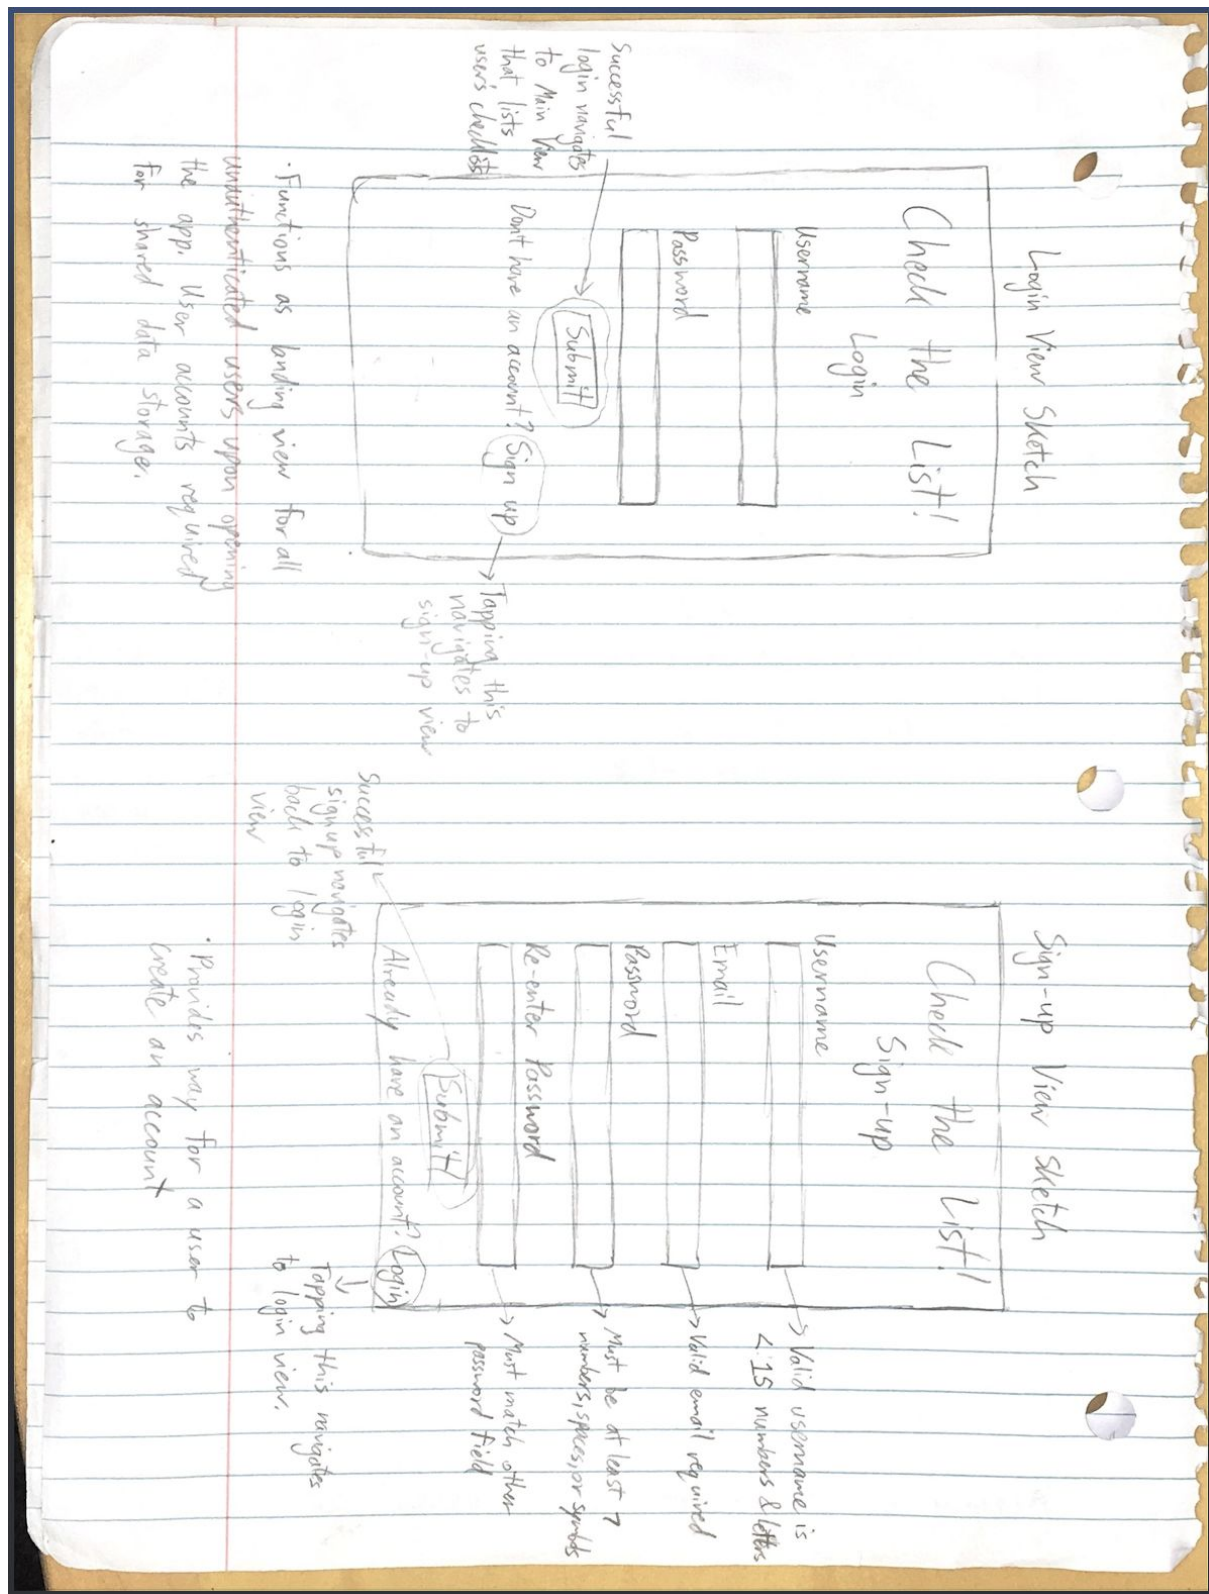 Login View Sketch
Check the List!
Login
Username
Password
Submit
Don't have an account? Sign up
Successful
login navigates
to Main View
that lists
user's checklists
Tapping this
navigates to
sign-up view
· Functions as landing view for all
unauthenticated users upon opening
the app. User accounts required
for shared data storage.
Sign-up View Sketch
Check the List!
Sign-up
Username
Email
Password
Re-enter Password
Submit
Already have an account? Login
Valid username is
numbers & letters
Valid email required
Must be at least 7
numbers, spaces, or symbols
Must match other
password field
Successful
sign up navigates
back to login
view
Tapping this navigates
to login view.
· Provides way for a user to
create an account